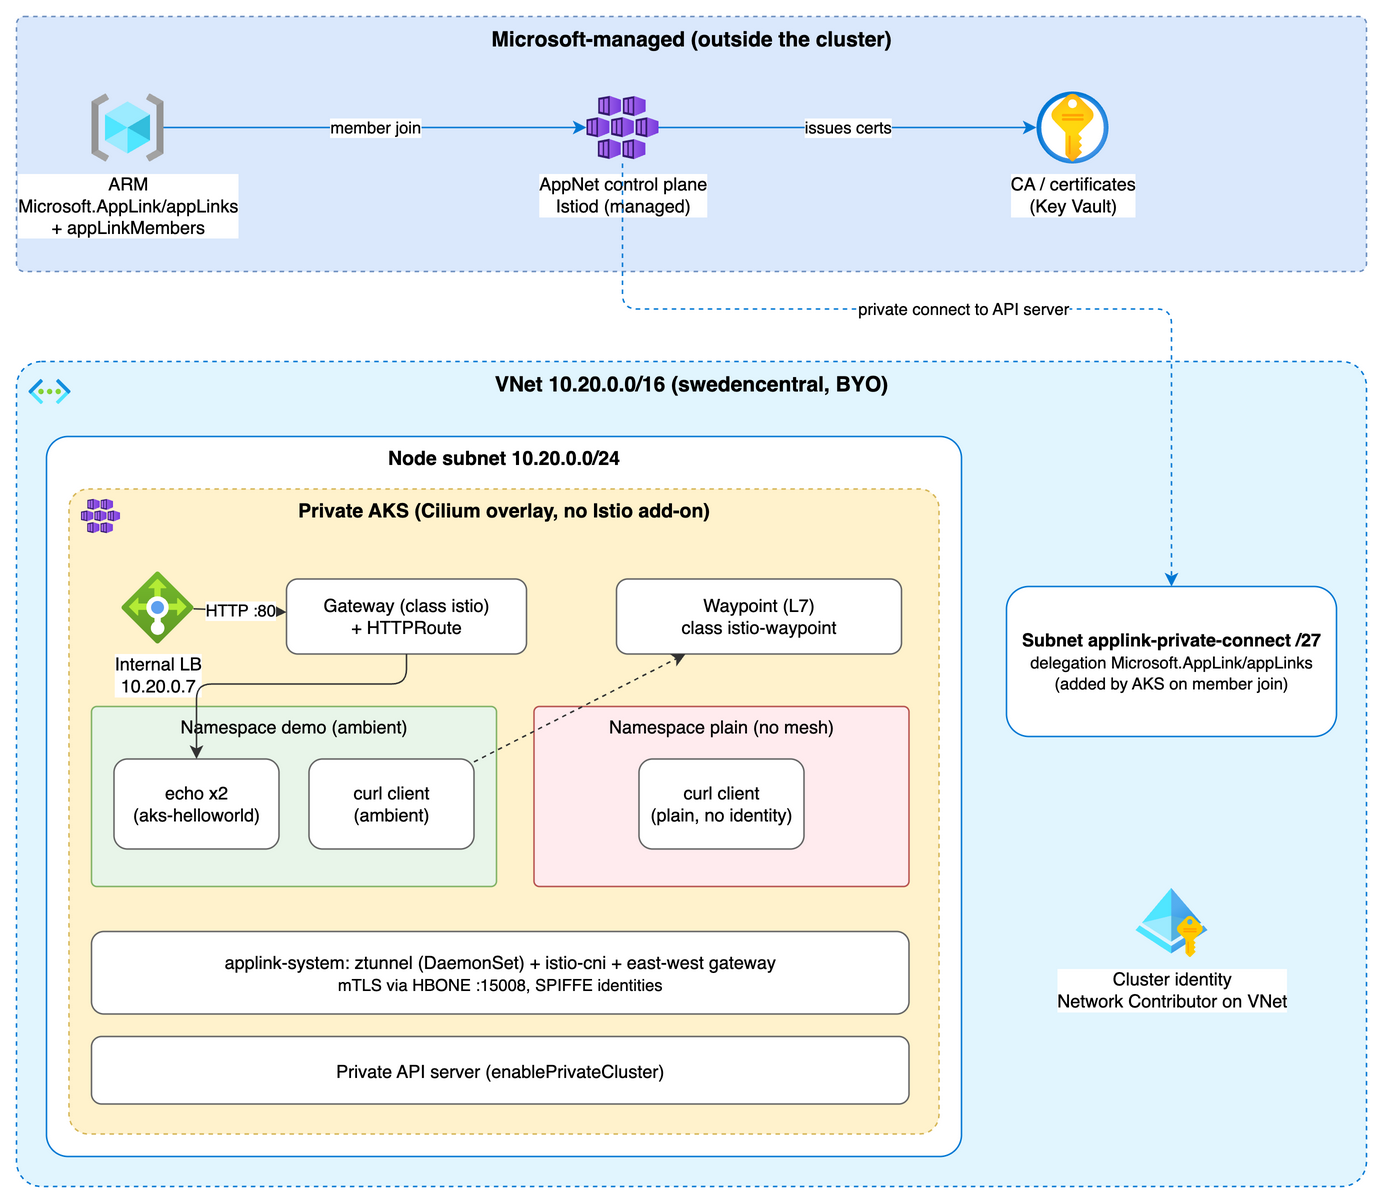 Microsoft-managed (outside the cluster)
member join
issues certs
ARM
Microsoft.AppLink/appLinks
+ appLinkMembers
AppNet control plane
Istiod (managed)
CA / certificates
(Key Vault)
private connect to API server
VNet 10.20.0.0/16 (swedencentral, BYO)
Node subnet 10.20.0.0/24
Private AKS (Cilium overlay, no Istio add-on)
HTTP :80
Gateway (class istio)
+ HTTPRoute
Waypoint (L7)
class istio-waypoint
Internal LB
10.20.0.7
Subnet applink-private-connect /27
delegation Microsoft.AppLink/appLinks
(added by AKS on member join)
Namespace demo (ambient)
Namespace plain (no mesh)
echo x2
(aks-helloworld)
curl client
(ambient)
curl client
(plain, no identity)
applink-system: ztunnel (DaemonSet) + istio-cni + east-west gateway
mTLS via HBONE :15008, SPIFFE identities
Cluster identity
Network Contributor on VNet
Private API server (enablePrivateCluster)